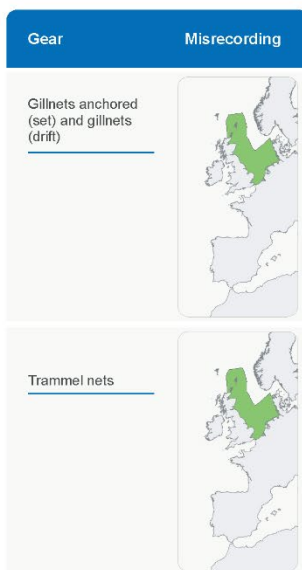 Gear Misrecording
Gillnets anchored
(set) and gillnets
(drift)
Trammel nets